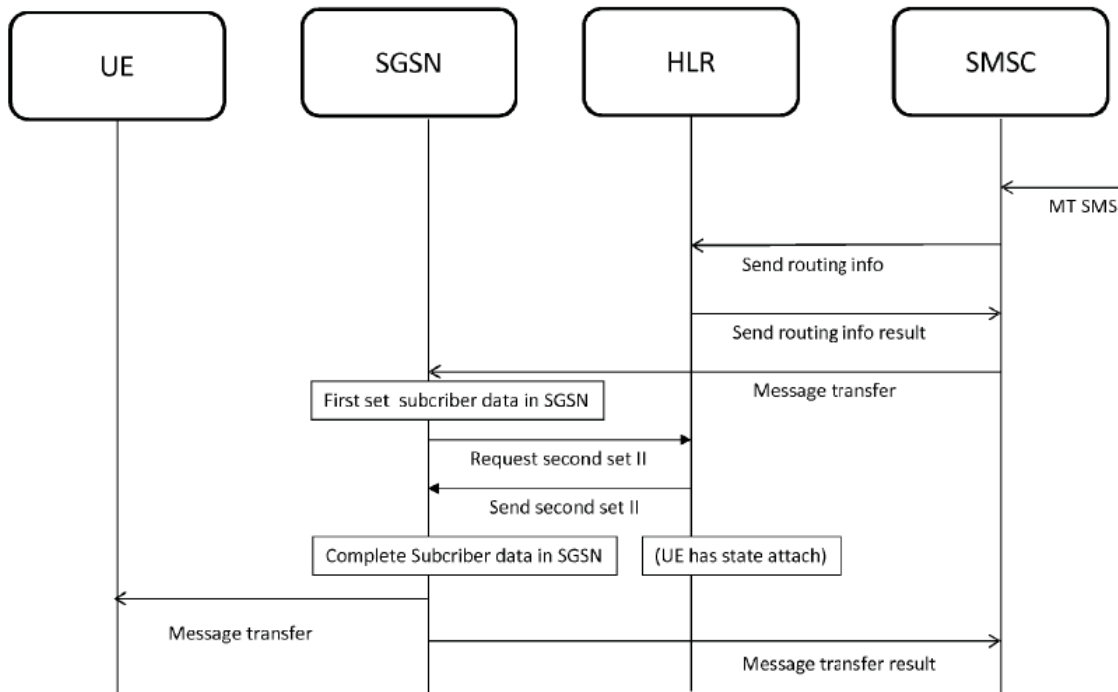 UE
SGSN
HLR
SMSC
MT SMS
Send routing info
Send routing info result
Message transfer
First set subcriber data in SGSN
Request second set II
Send second set II
Complete Subcriber data in SGSN
(UE has state attach)
Message transfer
Message transfer result